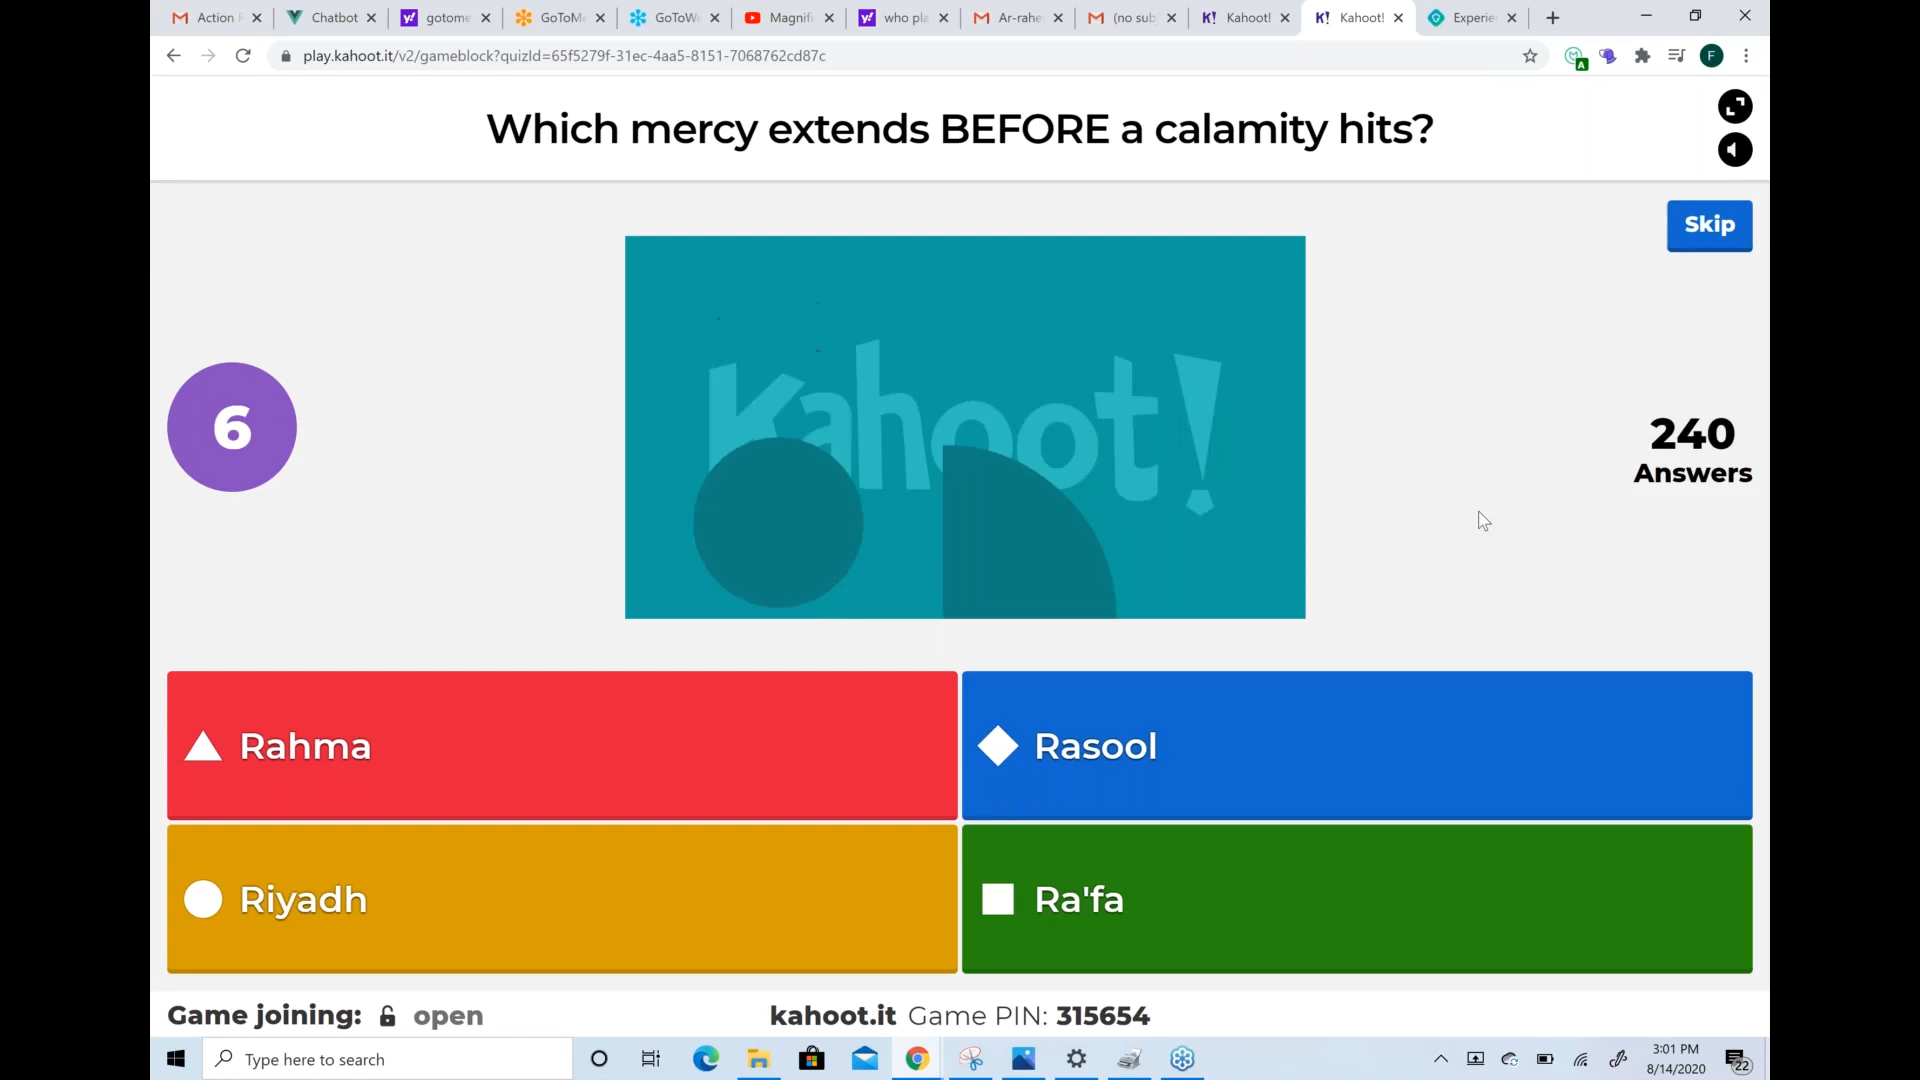 Action F
Chatbot
gotome
GoToMe
GoToWe
Magnifi
who pla
Ar-rahe
(no sub
Kahoot!
Kahoot!
Experie
play.kahoot.it/v2/gameblock?quizId=65f5279f-31ec-4aa5-8151-7068762cd87c
F
A
Which mercy extends BEFORE a calamity hits?
Skip
Kahoot!
6
240
Answers
Rahma
Rasool
Riyadh
Ra'fa
Game joining: open
kahoot.it Game PIN: 315654
Type here to search
3:01 PM
8/14/2020
22